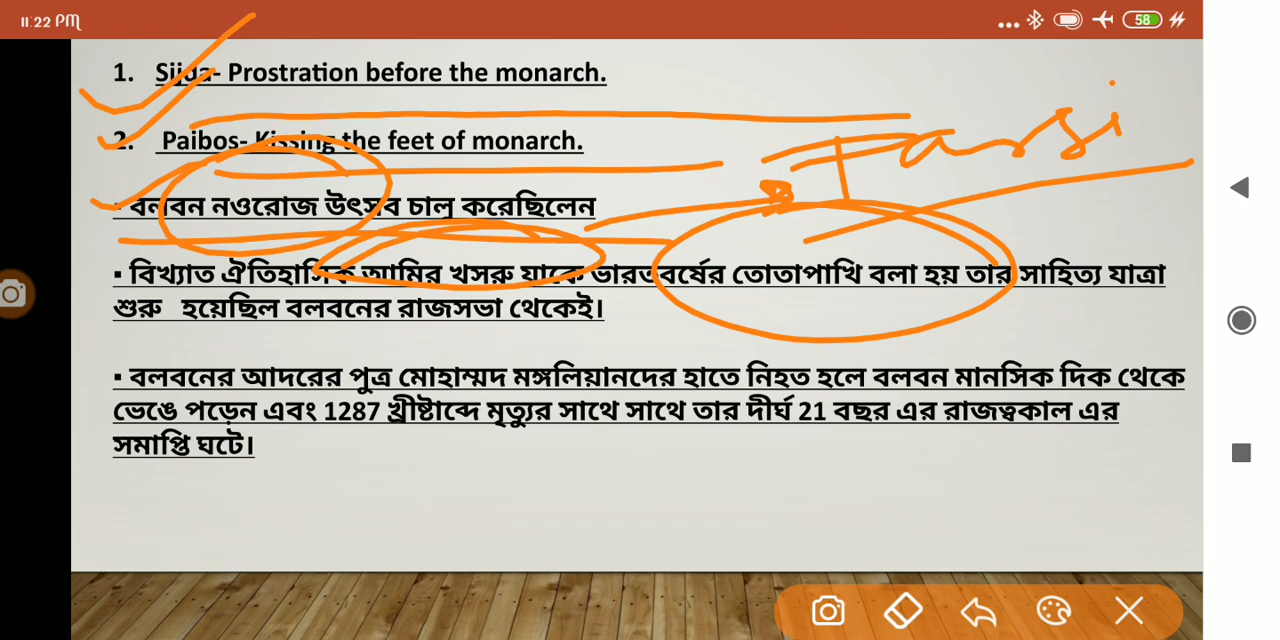 11:22 PM
58
1. Sijda- Prostration before the monarch.
2. Paibos- Kissing the feet of monarch.
▪ বলবন নওরোজ উৎসব চালু করেছিলেন
Farsi
▪ বিখ্যাত ঐতিহাসিক আমির খসরু যাকে ভারতবর্ষের তোতাপাখি বলা হয় তার সাহিত্য যাত্রা
শুরু হয়েছিল বলবনের রাজসভা থেকেই।
▪ বলবনের আদরের পুত্র মোহাম্মদ মঙ্গলিয়ানদের হাতে নিহত হলে বলবন মানসিক দিক থেকে
ভেঙে পড়েন এবং 1287 খ্রীষ্টাব্দে মৃত্যুর সাথে সাথে তার দীর্ঘ 21 বছর এর রাজত্বকাল এর
সমাপ্তি ঘটে।